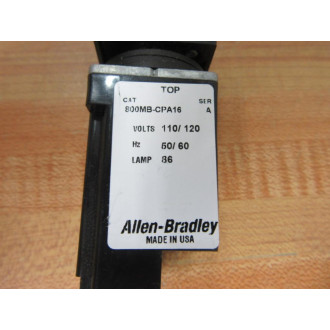 TOP
CAT SER
800MB-CPA16 A
VOLTS 110/120
Hz 50/60
LAMP 86
Allen-Bradley
MADE IN USA